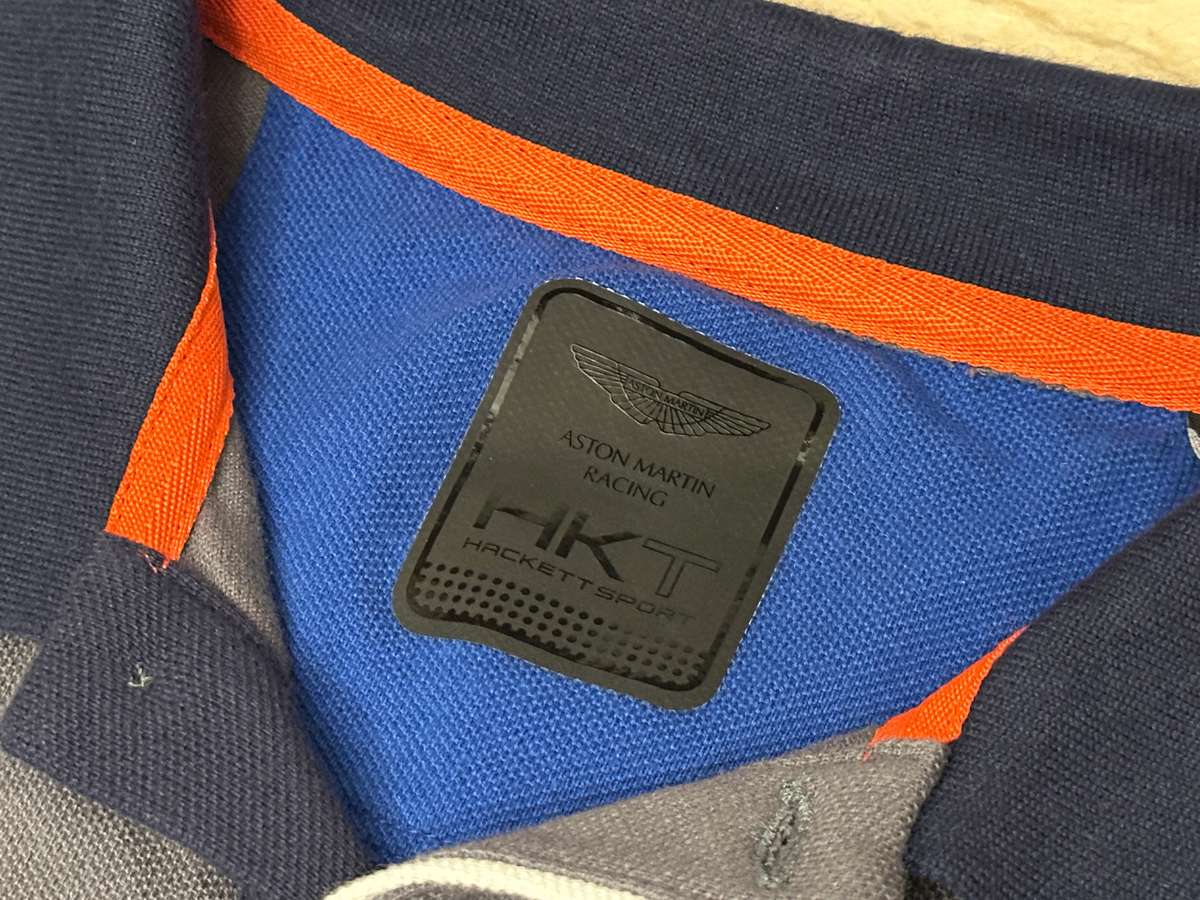 ASTON MARTIN
ASTON MARTIN
RACING
HKT
HACKETT SPORT